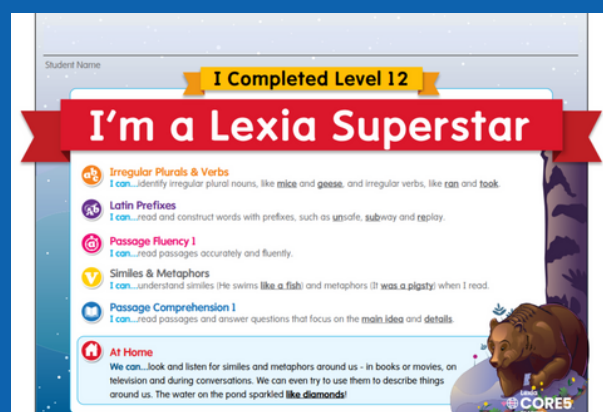 Student Name
I Completed Level 12
I'm a Lexia Superstar
Irregular Plurals & Verbs
I can...identify irregular plural nouns, like mice and geese, and irregular verbs, like ran and took.
Latin Prefixes
I can...read and construct words with prefixes, such as unsafe, subway and replay.
Passage Fluency 1
I can...read passages accurately and fluently.
Similes & Metaphors
I can...understand similes (He swims like a fish) and metaphors (It was a pigsty) when I read.
Passage Comprehension 1
I can...read passages and answer questions that focus on the main idea and details.
At Home
We can...look and listen for similes and metaphors around us - in books or movies, on
television and during conversations. We can even try to use them to describe things
around us. The water on the pond sparkled like diamonds!
Lexia
CORE5